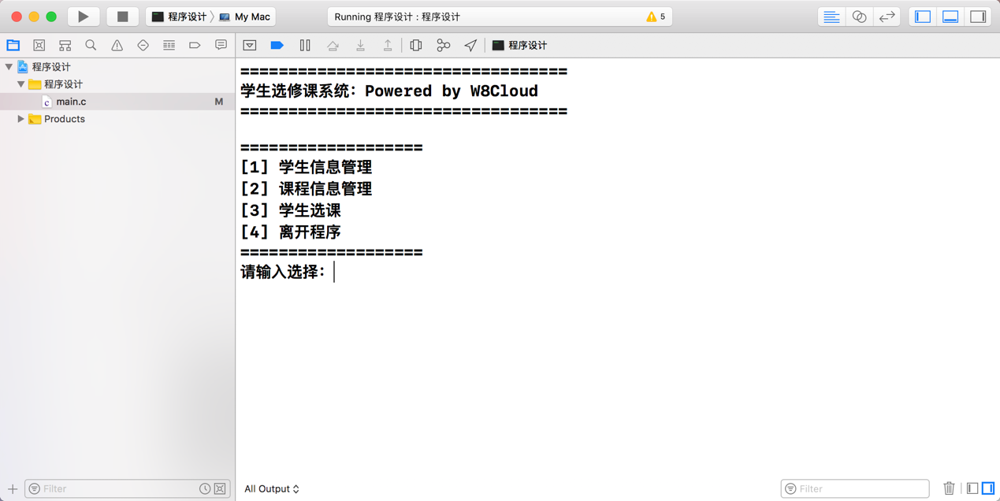 程序设计 My Mac Running 程序设计 : 程序设计 5
程序设计
程序设计
程序设计
main.c M
Products
==================================
学生选修课系统：Powered by W8Cloud
==================================
===================
[1] 学生信息管理
[2] 课程信息管理
[3] 学生选课
[4] 离开程序
===================
请输入选择：
Filter
All Output
Filter